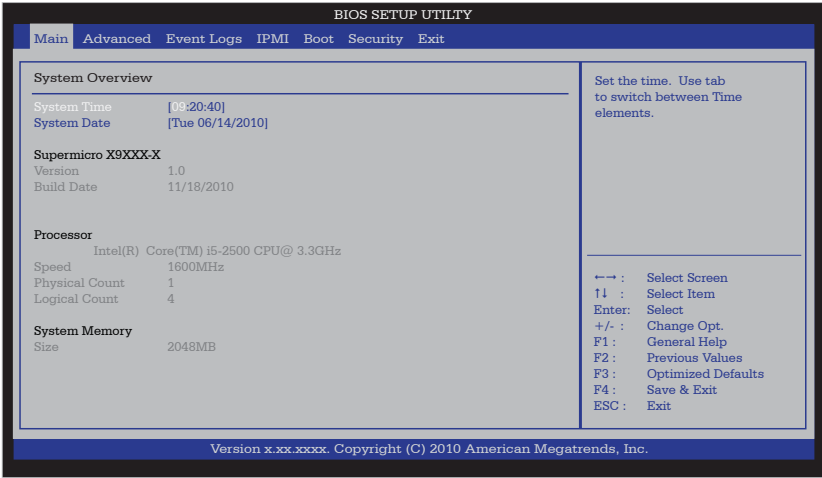 BIOS SETUP UTILTY
Main Advanced Event Logs IPMI Boot Security Exit
System Overview
System Time [09:20:40]
System Date [Tue 06/14/2010]
Supermicro X9XXX-X
Version 1.0
Build Date 11/18/2010
Processor
Intel(R) Core(TM) i5-2500 CPU@ 3.3GHz
Speed 1600MHz
Physical Count 1
Logical Count 4
System Memory
Size 2048MB
Set the time. Use tab
to switch between Time
elements.
←→ : Select Screen
↑↓ : Select Item
Enter: Select
+/- : Change Opt.
F1 : General Help
F2 : Previous Values
F3 : Optimized Defaults
F4 : Save & Exit
ESC : Exit
Version x.xx.xxxx. Copyright (C) 2010 American Megatrends, Inc.